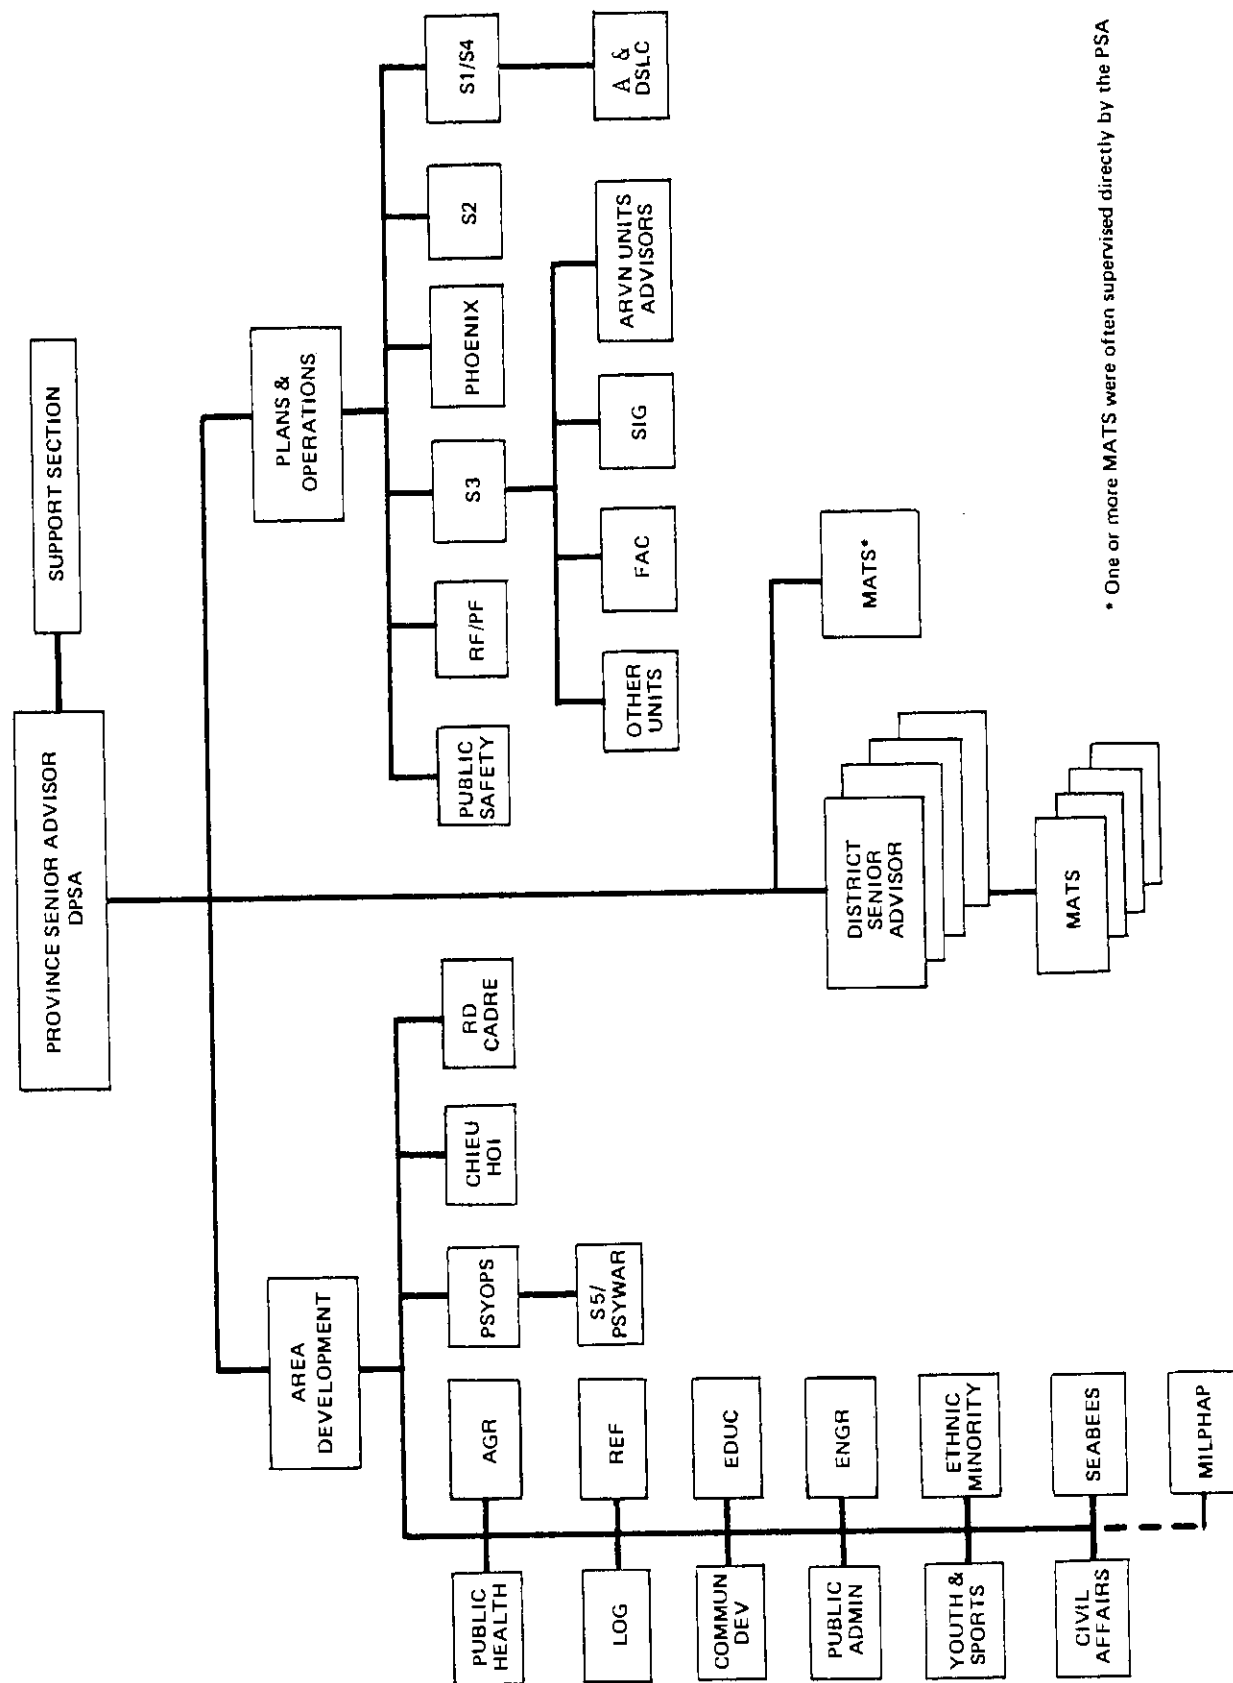 PROVINCE SENIOR ADVISOR
DPSA
SUPPORT SECTION
AREA
DEVELOPMENT
PLANS &
OPERATIONS
PUBLIC
HEALTH
AGR
PSYOPS
CHIEU
HOI
RD
CADRE
PUBLIC
SAFETY
RF/PF
S3
PHOENIX
S2
S1/S4
LOG
REF
S5/
PSYWAR
OTHER
UNITS
FAC
SIG
ARVN UNITS
ADVISORS
A &
DSLC
COMMUN
DEV
EDUC
PUBLIC
ADMIN
ENGR
DISTRICT
SENIOR
ADVISOR
MATS*
YOUTH &
SPORTS
ETHNIC
MINORITY
CIVIL
AFFAIRS
SEABEES
MATS
MILPHAP
* One or more MATS were often supervised directly by the PSA